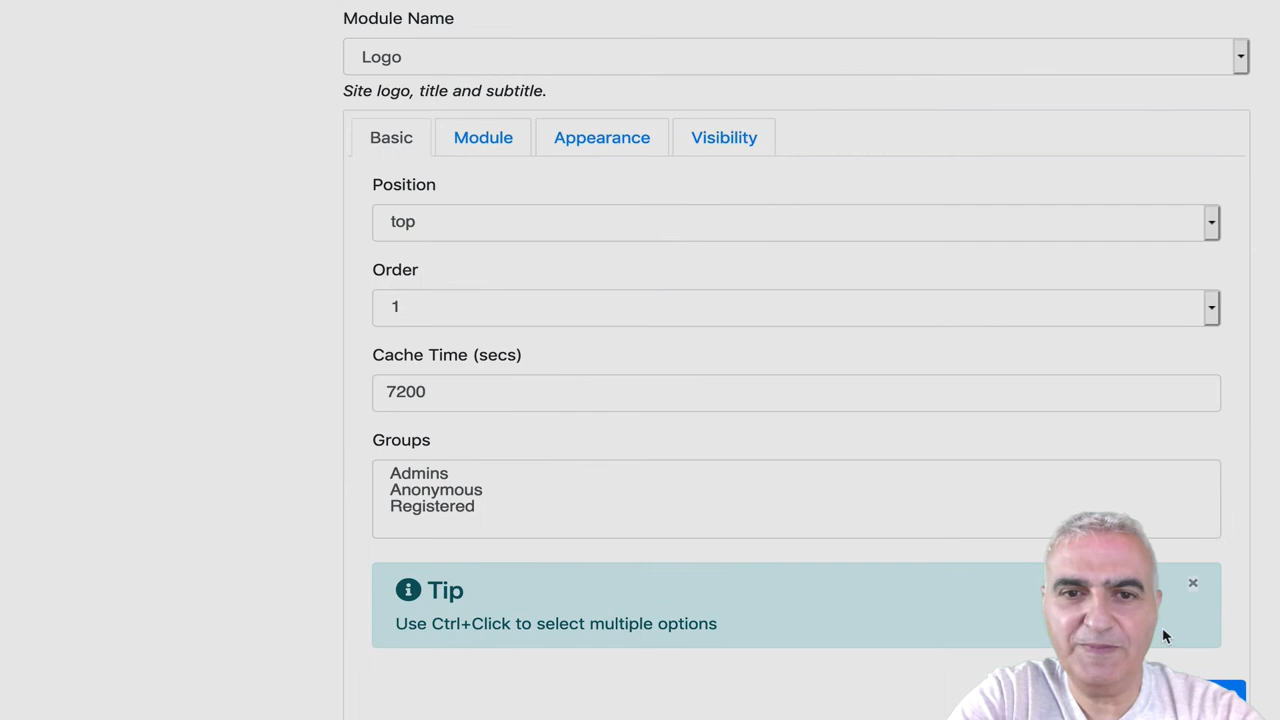 Module Name
Logo
Site logo, title and subtitle.
Basic
Module
Appearance
Visibility
Position
top
Order
1
Cache Time (secs)
7200
Groups
Admins
Anonymous
Registered
Tip
Use Ctrl+Click to select multiple options